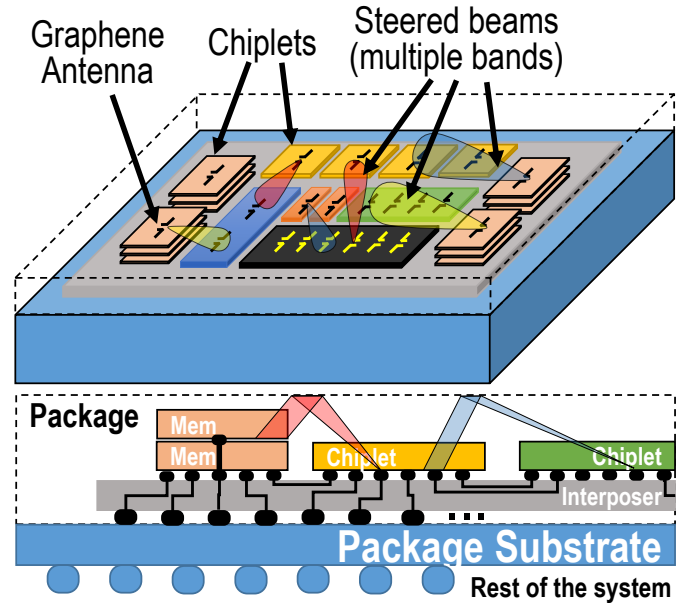 Graphene
Antenna
Chiplets
Steered beams
(multiple bands)
Package
Mem
Mem
Chiplet
Chiplet
Interposer
...
Package Substrate
Rest of the system